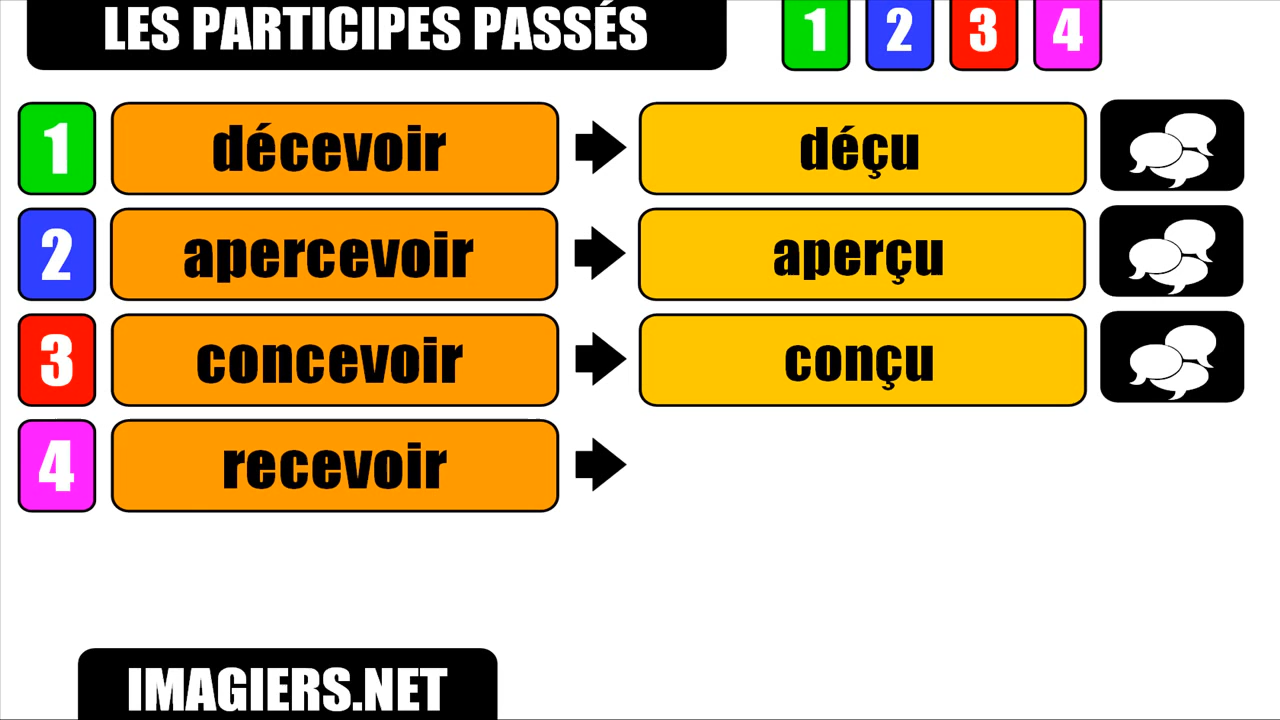 LES PARTICIPES PASSÉS 1 2 3 4
1 décevoir déçu
2 apercevoir aperçu
3 concevoir conçu
4 recevoir
IMAGIERS.NET